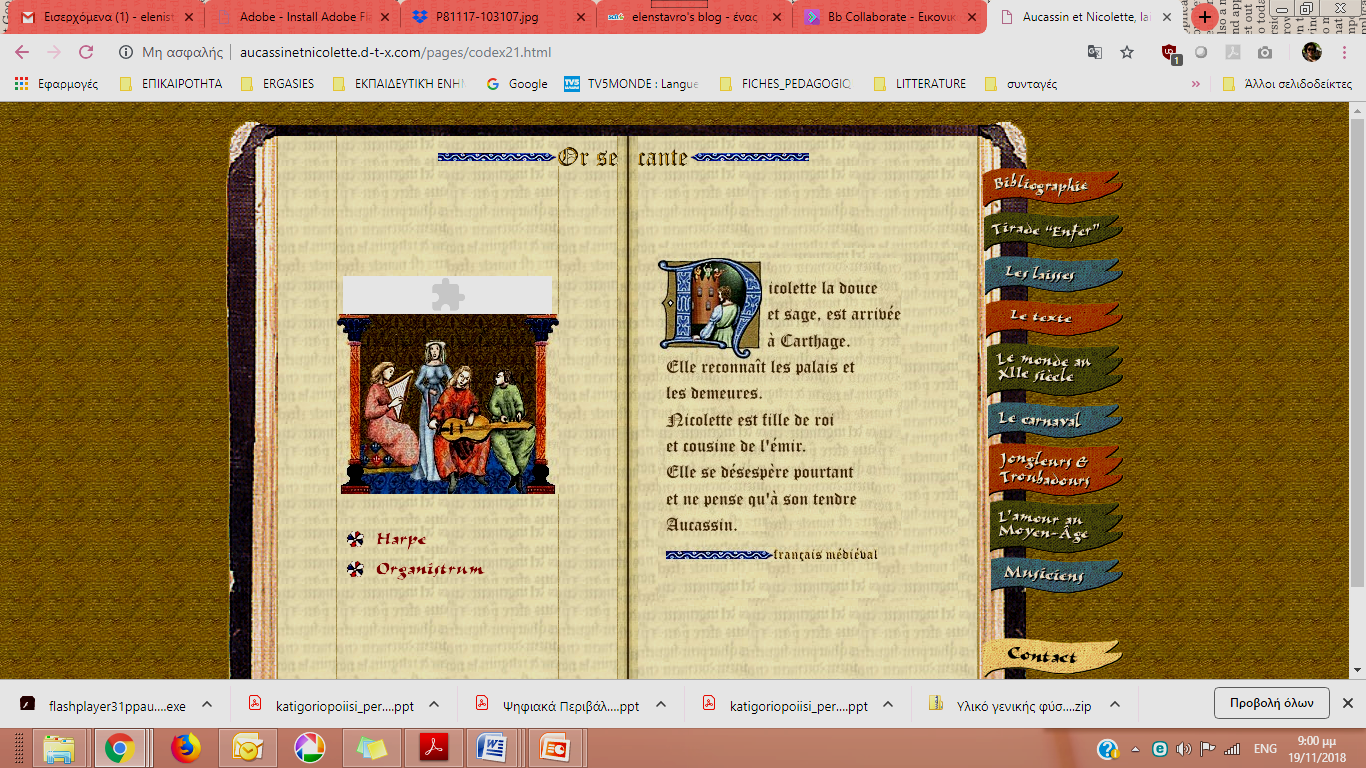 Εισερχόμενα (1) - elenist
Adobe - Install Adobe Fl
P81117-103107.jpg
elenstavro's blog - ένας
Bb Collaborate - Εικονικ
Aucassin et Nicolette, la
Μη ασφαλής
aucassinetnicolette.d-t-x.com/pages/codex21.html
Εφαρμογές
ΕΠΙΚΑΙΡΟΤΗΤΑ
ERGASIES
ΕΚΠΑΙΔΕΥΤΙΚΗ ΕΝΗΜ
Google
TV5MONDE : Langue
FICHES_PEDAGOGIQ
LITTERATURE
συνταγές
»
Άλλοι σελιδοδείκτες
Or se cante
Nicolette la douce
et sage, est arrivée
à Carthage.
Elle reconnaît les palais et
les demeures.
Nicolette est fille de roi
et cousine de l'émir.
Elle se désespère pourtant
et ne pense qu'à son tendre
Aucassin.
français médiéval
Harpe
Organistrum
Bibliographie
Tirade "Enfer"
Les laisses
Le texte
Le monde au
XIIe siècle
Le carnaval
Jongleurs &
Troubadours
L'amour au
Moyen-Âge
Musiciens
Contact
flashplayer31ppau....exe
katigoriopoiisi_per....ppt
Ψηφιακά Περιβάλ....ppt
katigoriopoiisi_per....ppt
Υλικό γενικής φύσ....zip
Προβολή όλων
ENG
9:00 μμ
19/11/2018